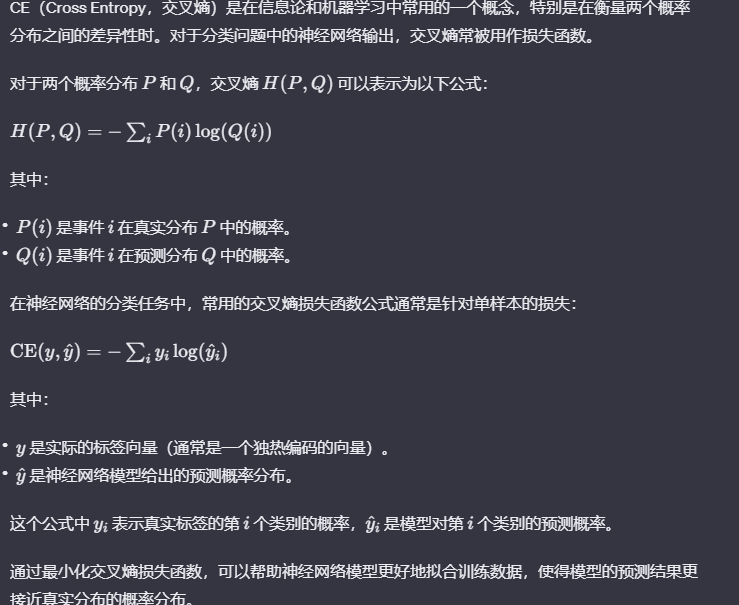 CE（Cross Entropy，交叉熵）是在信息论和机器学习中常用的一个概念，特别是在衡量两个概率
分布之间的差异性时。对于分类问题中的神经网络输出，交叉熵常被用作损失函数。
对于两个概率分布 P 和 Q，交叉熵 H(P, Q) 可以表示为以下公式：
H(P, Q) = − ∑ᵢ P(i) log(Q(i))
其中：
• P(i) 是事件 i 在真实分布 P 中的概率。
• Q(i) 是事件 i 在预测分布 Q 中的概率。
在神经网络的分类任务中，常用的交叉熵损失函数公式通常是针对单样本的损失：
CE(y, ŷ) = − ∑ᵢ yᵢ log(ŷᵢ)
其中：
• y 是实际的标签向量（通常是一个独热编码的向量）。
• ŷ 是神经网络模型给出的预测概率分布。
这个公式中 yᵢ 表示真实标签的第 i 个类别的概率，ŷᵢ 是模型对第 i 个类别的预测概率。
通过最小化交叉熵损失函数，可以帮助神经网络模型更好地拟合训练数据，使得模型的预测结果更
接近真实分布的概率分布。